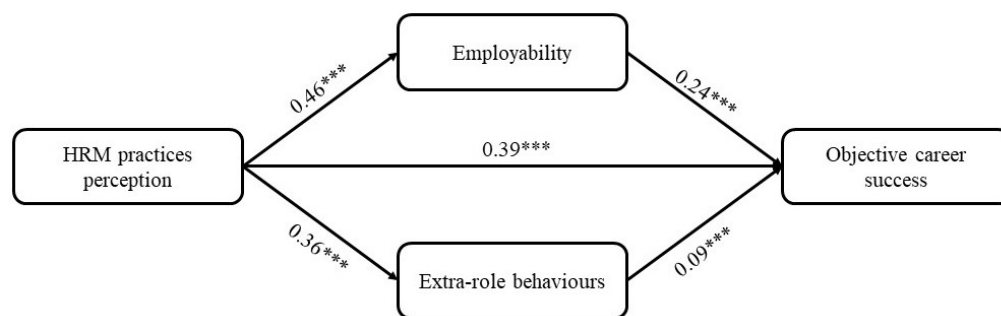 Employability
0.46***
0.24***
HRM practices
perception
0.39***
Objective career
success
0.36***
0.09***
Extra-role behaviours